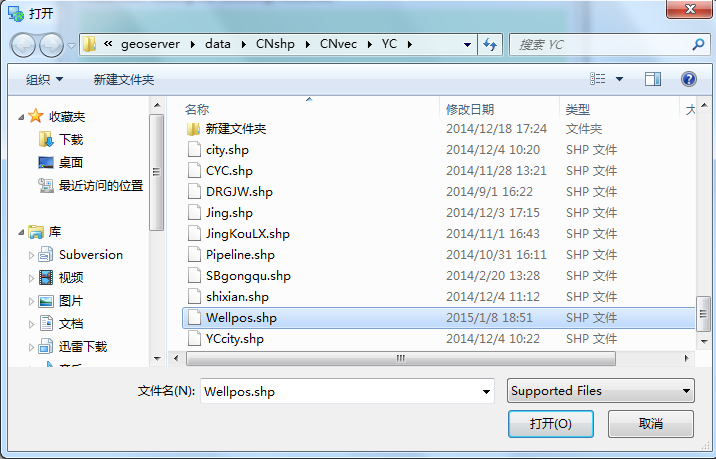 打开
« geoserver ▸ data ▸ CNshp ▸ CNvec ▸ YC ▸
搜索 YC
组织 新建文件夹
收藏夹
下载
桌面
最近访问的位置
库
Subversion
视频
图片
文档
迅雷下载
名称 修改日期 类型 大
新建文件夹 2014/12/18 17:24 文件夹
city.shp 2014/12/4 10:20 SHP 文件
CYC.shp 2014/11/28 13:21 SHP 文件
DRGJW.shp 2014/9/1 16:22 SHP 文件
Jing.shp 2014/12/3 17:15 SHP 文件
JingKouLX.shp 2014/11/1 16:43 SHP 文件
Pipeline.shp 2014/10/31 16:11 SHP 文件
SBgongqu.shp 2014/2/20 13:28 SHP 文件
shixian.shp 2014/12/4 11:12 SHP 文件
Wellpos.shp 2015/1/8 18:51 SHP 文件
YCcity.shp 2014/12/4 10:22 SHP 文件
文件名(N): Wellpos.shp
Supported Files
打开(O) 取消